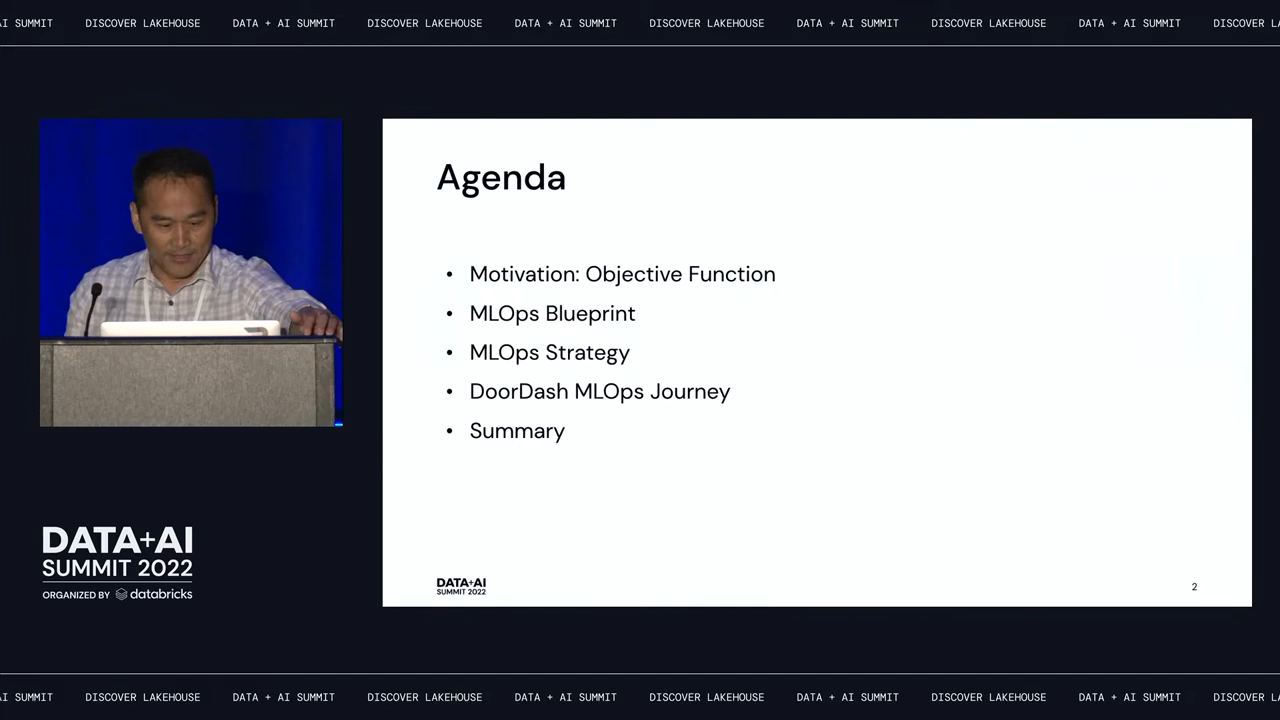 AI SUMMIT DISCOVER LAKEHOUSE DATA + AI SUMMIT DISCOVER LAKEHOUSE DATA + AI SUMMIT DISCOVER LAKEHOUSE DATA + AI SUMMIT DISCOVER LAKEHOUSE DATA + AI SUMMIT DISCOVER LA
Agenda
• Motivation: Objective Function
• MLOps Blueprint
• MLOps Strategy
• DoorDash MLOps Journey
• Summary
DATA+AI
SUMMIT 2022
2
DATA+AI
SUMMIT 2022
ORGANIZED BY databricks
AI SUMMIT DISCOVER LAKEHOUSE DATA + AI SUMMIT DISCOVER LAKEHOUSE DATA + AI SUMMIT DISCOVER LAKEHOUSE DATA + AI SUMMIT DISCOVER LAKEHOUSE DATA + AI SUMMIT DISCOVER LA